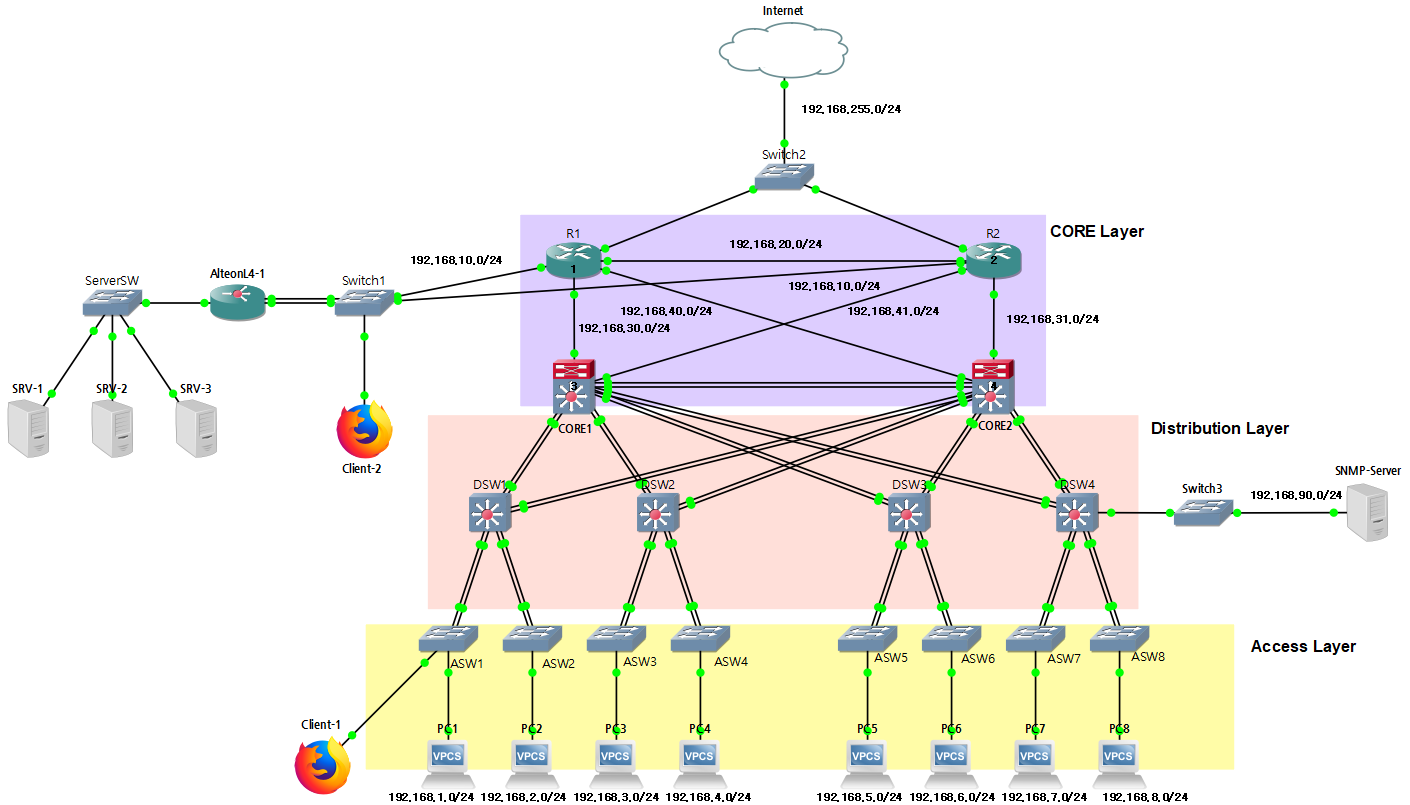 Internet
192.168.255.0/24
Switch2
CORE Layer
R1
R2
192.168.20.0/24
192.168.10.0/24
1
2
AlteonL4-1
ServerSW
Switch1
192.168.10.0/24
192.168.40.0/24
192.168.41.0/24
192.168.31.0/24
192.168.30.0/24
SRV-1
SRV-2
SRV-3
3
4
CORE1
CORE2
Client-2
Distribution Layer
DSW1
DSW2
DSW3
DSW4
SNMP-Server
Switch3
192.168.90.0/24
ASW1
ASW2
ASW3
ASW4
ASW5
ASW6
ASW7
ASW8
Access Layer
Client-1
PC1
PC2
PC3
PC4
PC5
PC6
PC7
PC8
VPCS
VPCS
VPCS
VPCS
VPCS
VPCS
VPCS
VPCS
192.168.1.0/24
192.168.2.0/24
192.168.3.0/24
192.168.4.0/24
192.168.5.0/24
192.168.6.0/24
192.168.7.0/24
192.168.8.0/24